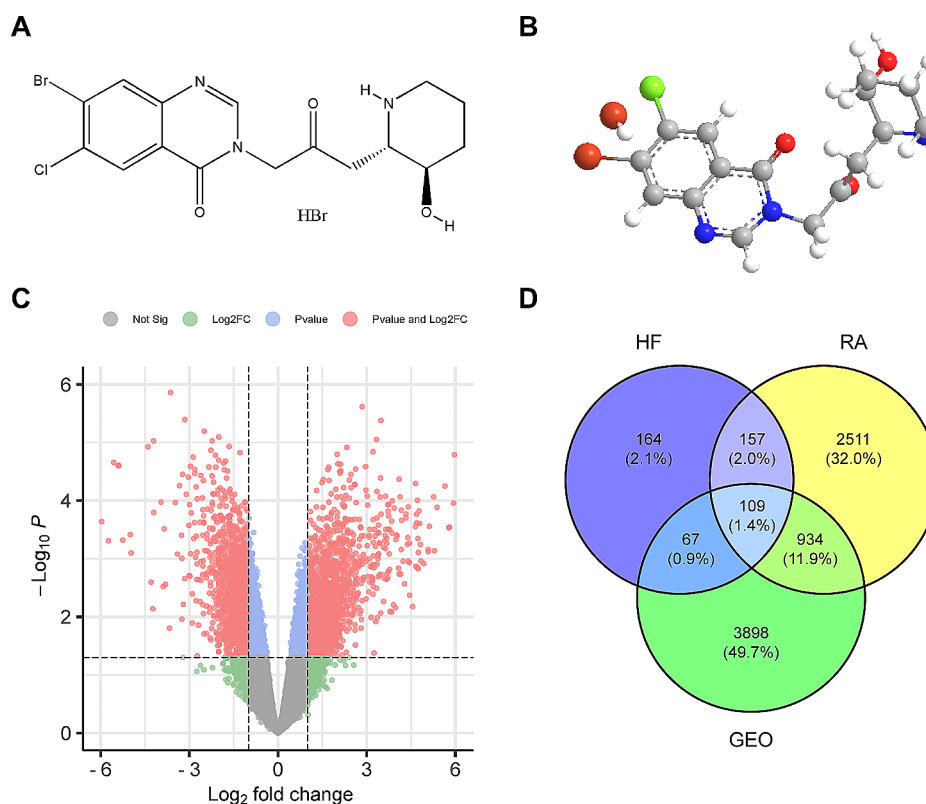 A
Br
Cl
N
N
O
O
H
N
O
H
HBr
B
C
Not Sig
Log2FC
Pvalue
Pvalue and Log2FC
−Log₁₀ P
6
4
2
0
-6
-3
0
3
6
Log₂ fold change
D
HF
RA
164
(2.1%)
157
(2.0%)
2511
(32.0%)
109
(1.4%)
67
(0.9%)
934
(11.9%)
3898
(49.7%)
GEO